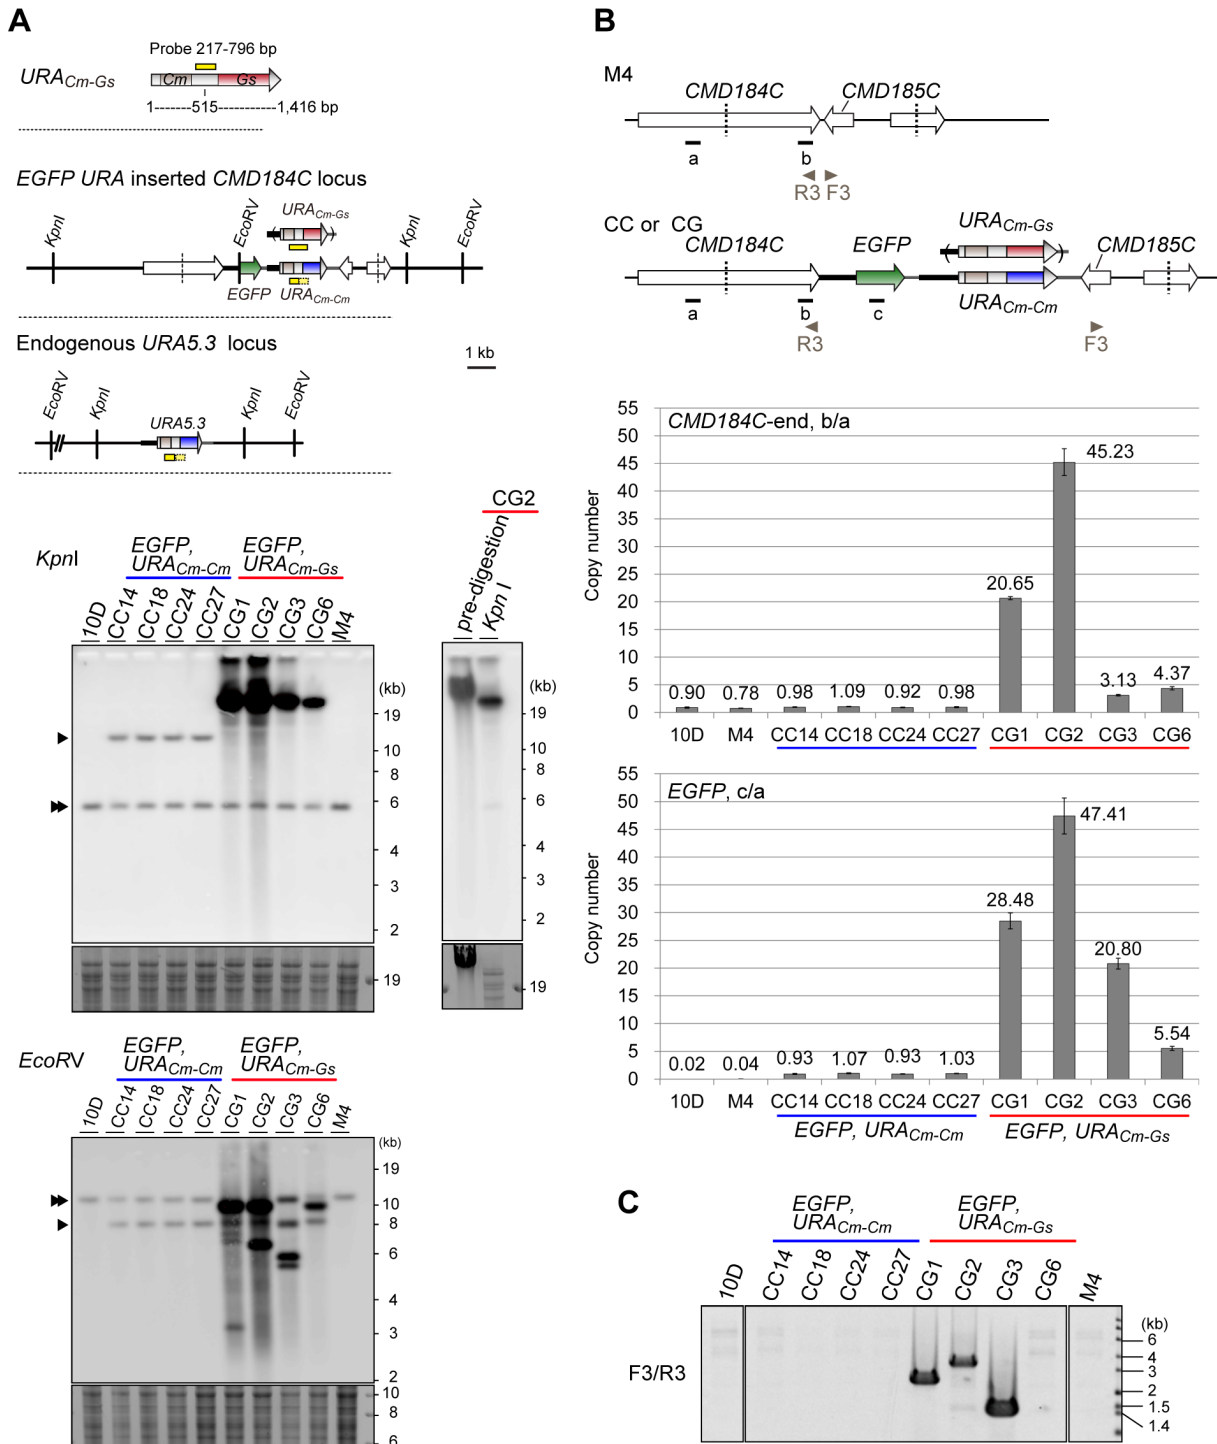 A
Probe 217-796 bp
URACm-Gs
Cm
Gs
1-------515------------1,416 bp
EGFP URA inserted CMD184C locus
KpnI
EcoRV
URACm-Gs
KpnI
EcoRV
EGFP
URACm-Cm
Endogenous URA5.3 locus
1 kb
EcoRV
KpnI
URA5.3
KpnI
EcoRV
KpnI
EGFP, URACm-Cm
EGFP, URACm-Gs
10D CC14 CC18 CC24 CC27 CG1 CG2 CG3 CG6 M4
(kb)
19
10
8
6
4
3
2
19
CG2
pre-digestion
Kpn I
(kb)
19
10
8
6
4
3
2
19
EcoRV
EGFP, URACm-Cm
EGFP, URACm-Gs
10D CC14 CC18 CC24 CC27 CG1 CG2 CG3 CG6 M4
(kb)
19
10
8
6
4
3
2
10
8
6
B
M4
CMD184C
CMD185C
a
b
R3 F3
CC or CG
CMD184C
EGFP
URACm-Gs
CMD185C
a
b
c
URACm-Cm
R3
F3
CMD184C-end, b/a
Copy number
55
50
45
40
35
30
25
20
15
10
5
0
0.90 0.78 0.98 1.09 0.92 0.98 20.65 45.23 3.13 4.37
10D M4 CC14 CC18 CC24 CC27 CG1 CG2 CG3 CG6
EGFP, c/a
Copy number
55
50
45
40
35
30
25
20
15
10
5
0
0.02 0.04 0.93 1.07 0.93 1.03 28.48 47.41 20.80 5.54
10D M4 CC14 CC18 CC24 CC27 CG1 CG2 CG3 CG6
EGFP, URACm-Cm
EGFP, URACm-Gs
C
EGFP, URACm-Cm
EGFP, URACm-Gs
10D CC14 CC18 CC24 CC27 CG1 CG2 CG3 CG6 M4
F3/R3
(kb)
6
4
3
2
1.5
1.4